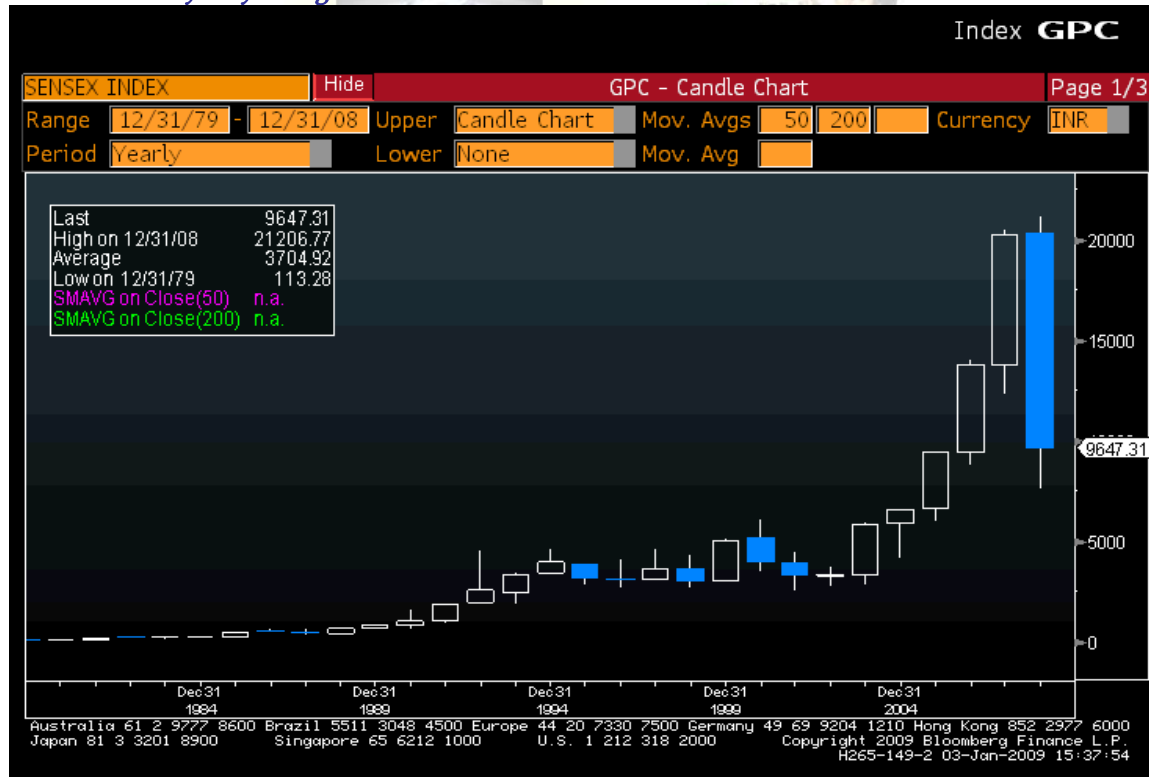 Index GPC
SENSEX INDEX Hide GPC - Candle Chart Page 1/3
Range 12/31/79 - 12/31/08 Upper Candle Chart Mov. Avgs 50 200 Currency INR
Period Yearly Lower None Mov. Avg
Last 9647.31
High on 12/31/08 21206.77
Average 3704.92
Low on 12/31/79 113.28
SMAVG on Close(50) n.a.
SMAVG on Close(200) n.a.
20000
15000
9647.31
5000
0
Dec31 Dec31 Dec31 Dec31 Dec31
1984 1989 1994 1999 2004
Australia 61 2 9777 8600 Brazil 5511 3048 4500 Europe 44 20 7330 7500 Germany 49 69 9204 1210 Hong Kong 852 2977 6000
Japan 81 3 3201 8900 Singapore 65 6212 1000 U.S. 1 212 318 2000 Copyright 2009 Bloomberg Finance L.P.
H265-149-2 03-Jan-2009 15:37:54